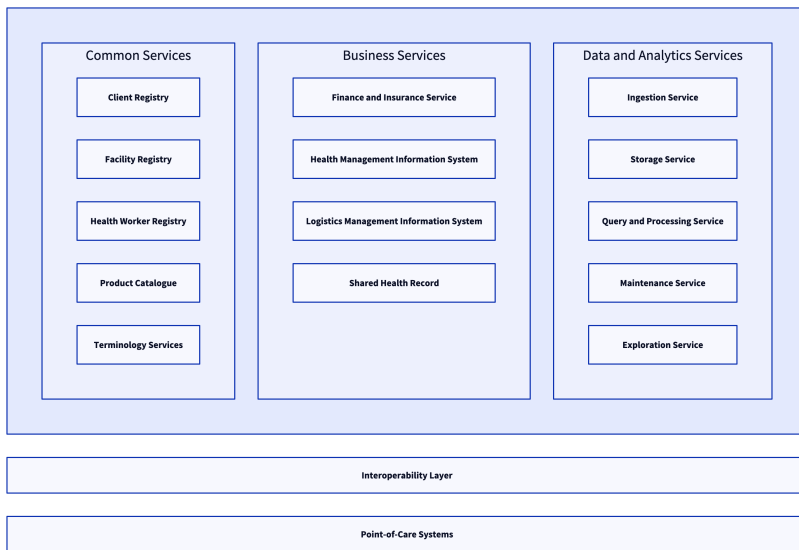 Common Services
Client Registry
Facility Registry
Health Worker Registry
Product Catalogue
Terminology Services
Business Services
Finance and Insurance Service
Health Management Information System
Logistics Management Information System
Shared Health Record
Data and Analytics Services
Ingestion Service
Storage Service
Query and Processing Service
Maintenance Service
Exploration Service
Interoperability Layer
Point-of-Care Systems